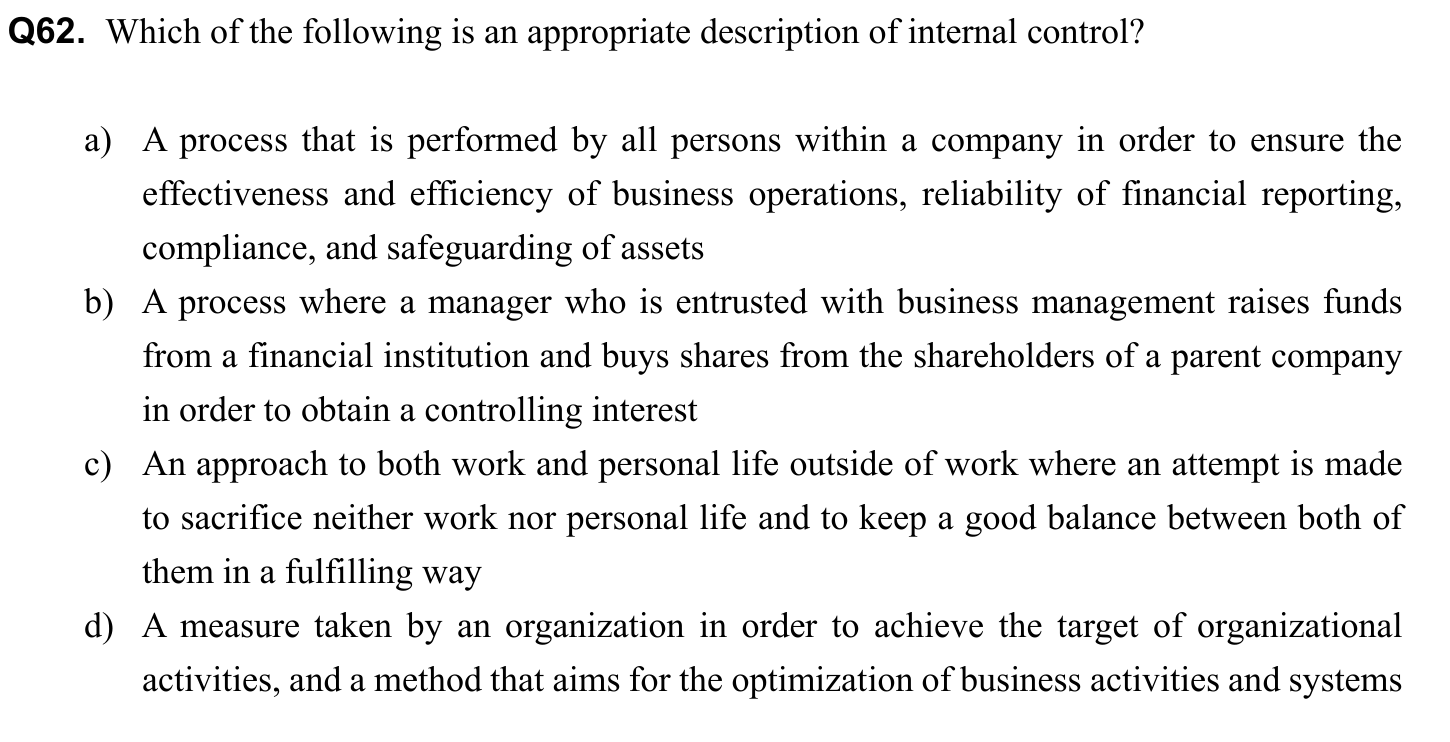 Q62. Which of the following is an appropriate description of internal control?
a) A process that is performed by all persons within a company in order to ensure the
effectiveness and efficiency of business operations, reliability of financial reporting,
compliance, and safeguarding of assets
b) A process where a manager who is entrusted with business management raises funds
from a financial institution and buys shares from the shareholders of a parent company
in order to obtain a controlling interest
c) An approach to both work and personal life outside of work where an attempt is made
to sacrifice neither work nor personal life and to keep a good balance between both of
them in a fulfilling way
d) A measure taken by an organization in order to achieve the target of organizational
activities, and a method that aims for the optimization of business activities and systems